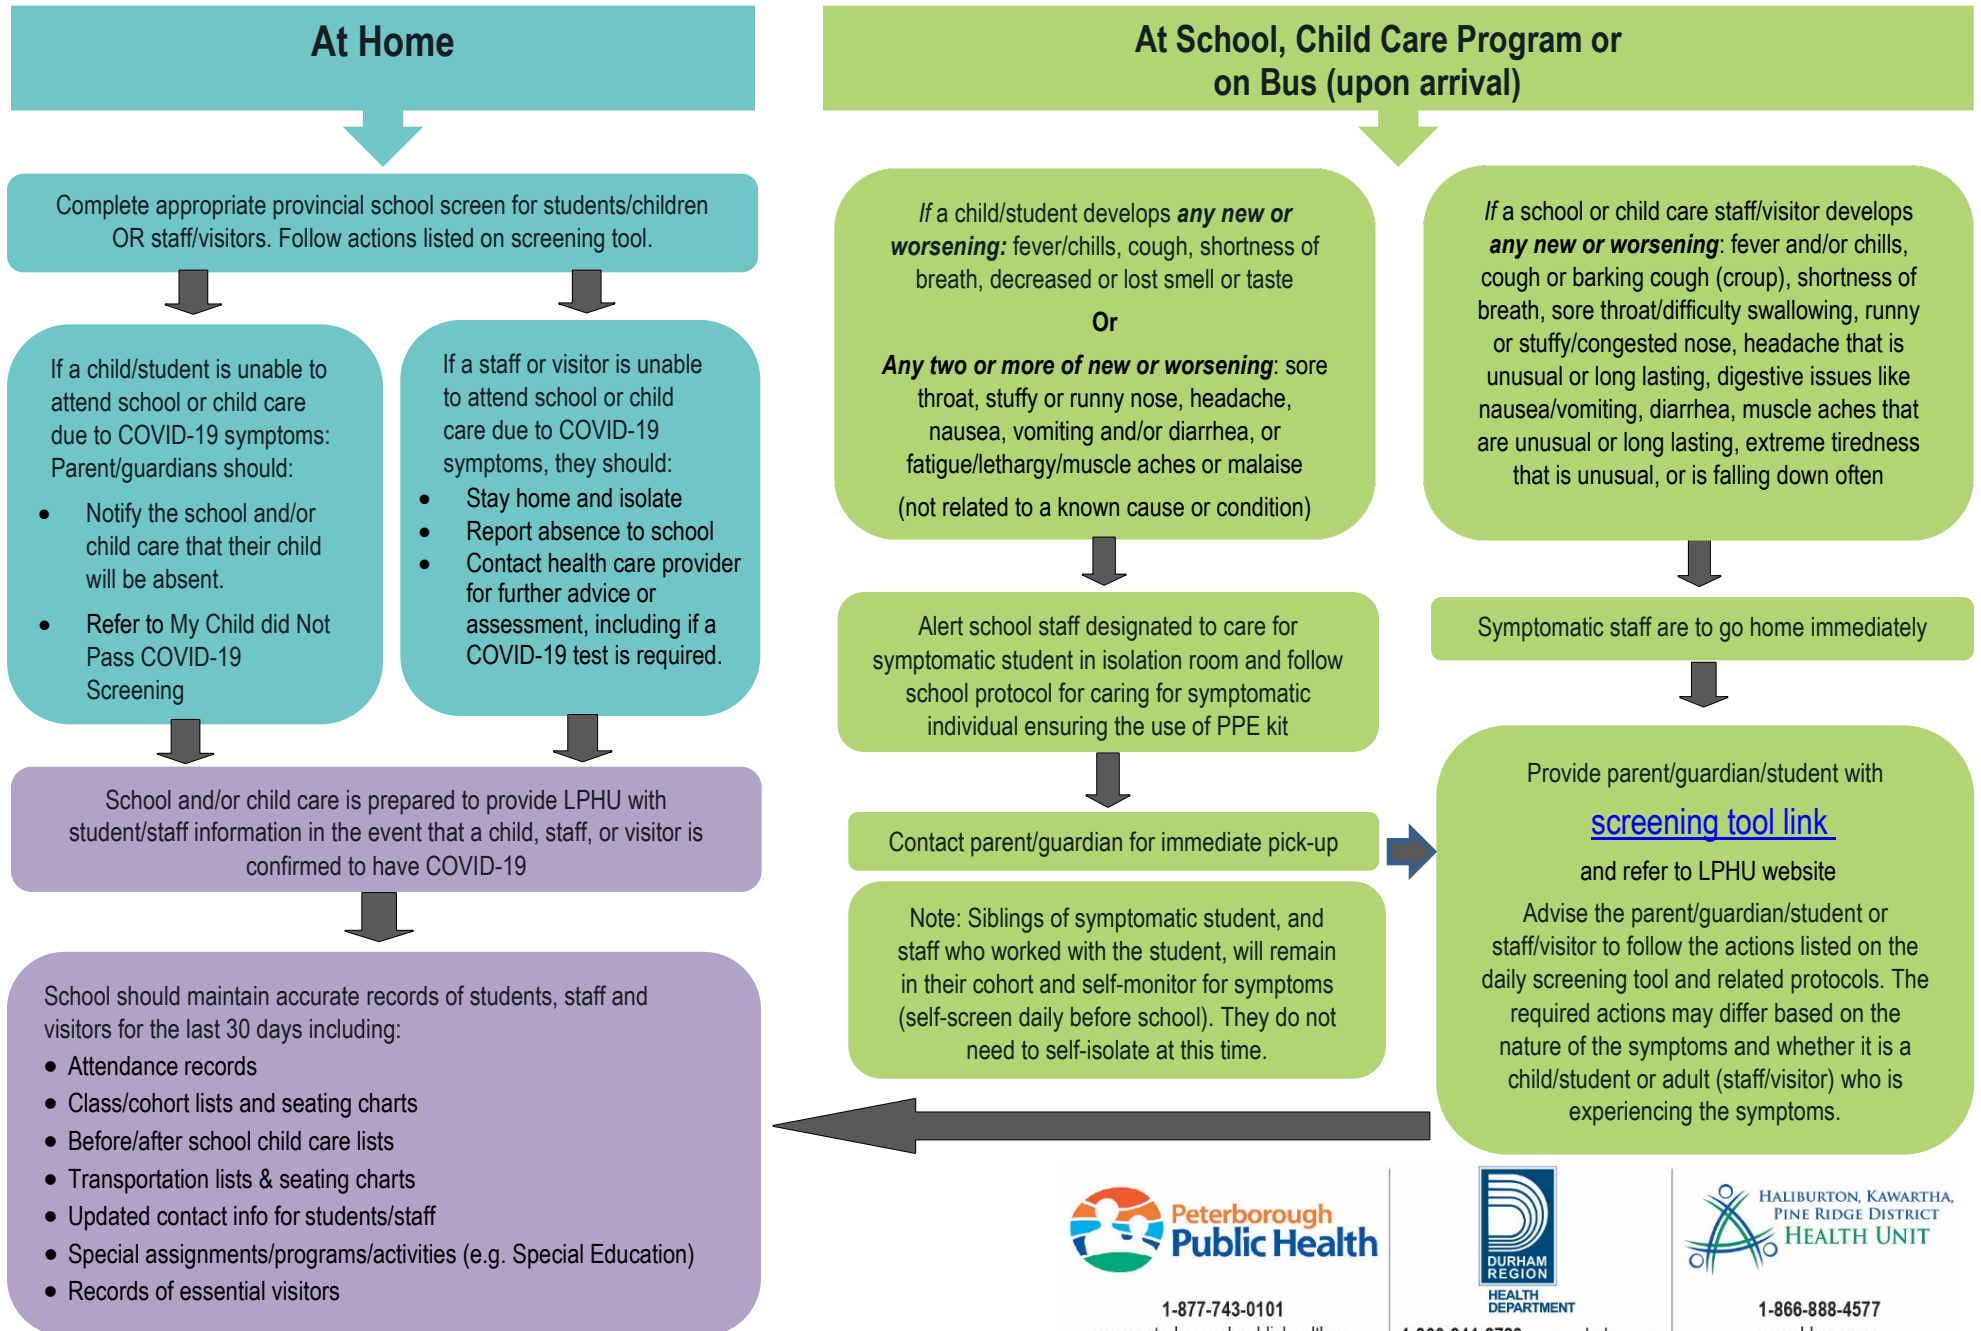 At Home
Complete appropriate provincial school screen for students/children
OR staff/visitors. Follow actions listed on screening tool.
If a child/student is unable to
attend school or child care
due to COVID-19 symptoms:
Parent/guardians should:
• Notify the school and/or
child care that their child
will be absent.
• Refer to My Child did Not
Pass COVID-19
Screening
If a staff or visitor is unable
to attend school or child
care due to COVID-19
symptoms, they should:
• Stay home and isolate
• Report absence to school
• Contact health care provider
for further advice or
assessment, including if a
COVID-19 test is required.
School and/or child care is prepared to provide LPHU with
student/staff information in the event that a child, staff, or visitor is
confirmed to have COVID-19
School should maintain accurate records of students, staff and
visitors for the last 30 days including:
• Attendance records
• Class/cohort lists and seating charts
• Before/after school child care lists
• Transportation lists & seating charts
• Updated contact info for students/staff
• Special assignments/programs/activities (e.g. Special Education)
• Records of essential visitors
At School, Child Care Program or
on Bus (upon arrival)
If a child/student develops any new or
worsening: fever/chills, cough, shortness of
breath, decreased or lost smell or taste
Or
Any two or more of new or worsening: sore
throat, stuffy or runny nose, headache,
nausea, vomiting and/or diarrhea, or
fatigue/lethargy/muscle aches or malaise
(not related to a known cause or condition)
Alert school staff designated to care for
symptomatic student in isolation room and follow
school protocol for caring for symptomatic
individual ensuring the use of PPE kit
Contact parent/guardian for immediate pick-up
Note: Siblings of symptomatic student, and
staff who worked with the student, will remain
in their cohort and self-monitor for symptoms
(self-screen daily before school). They do not
need to self-isolate at this time.
If a school or child care staff/visitor develops
any new or worsening: fever and/or chills,
cough or barking cough (croup), shortness of
breath, sore throat/difficulty swallowing, runny
or stuffy/congested nose, headache that is
unusual or long lasting, digestive issues like
nausea/vomiting, diarrhea, muscle aches that
are unusual or long lasting, extreme tiredness
that is unusual, or is falling down often
Symptomatic staff are to go home immediately
Provide parent/guardian/student with
screening tool link
and refer to LPHU website
Advise the parent/guardian/student or
staff/visitor to follow the actions listed on the
daily screening tool and related protocols. The
required actions may differ based on the
nature of the symptoms and whether it is a
child/student or adult (staff/visitor) who is
experiencing the symptoms.
Peterborough
Public Health
1-877-743-0101
DURHAM
REGION
HEALTH
DEPARTMENT
HALIBURTON, KAWARTHA,
PINE RIDGE DISTRICT
HEALTH UNIT
1-866-888-4577